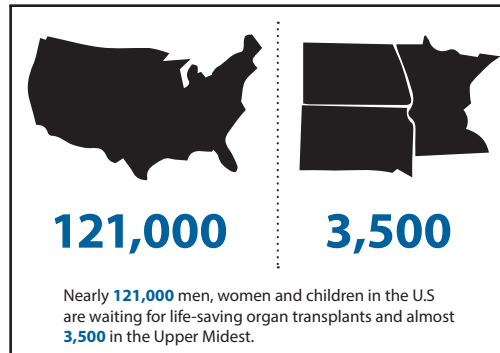 121,000
3,500
Nearly 121,000 men, women and children in the U.S
are waiting for life-saving organ transplants and almost
3,500 in the Upper Midest.